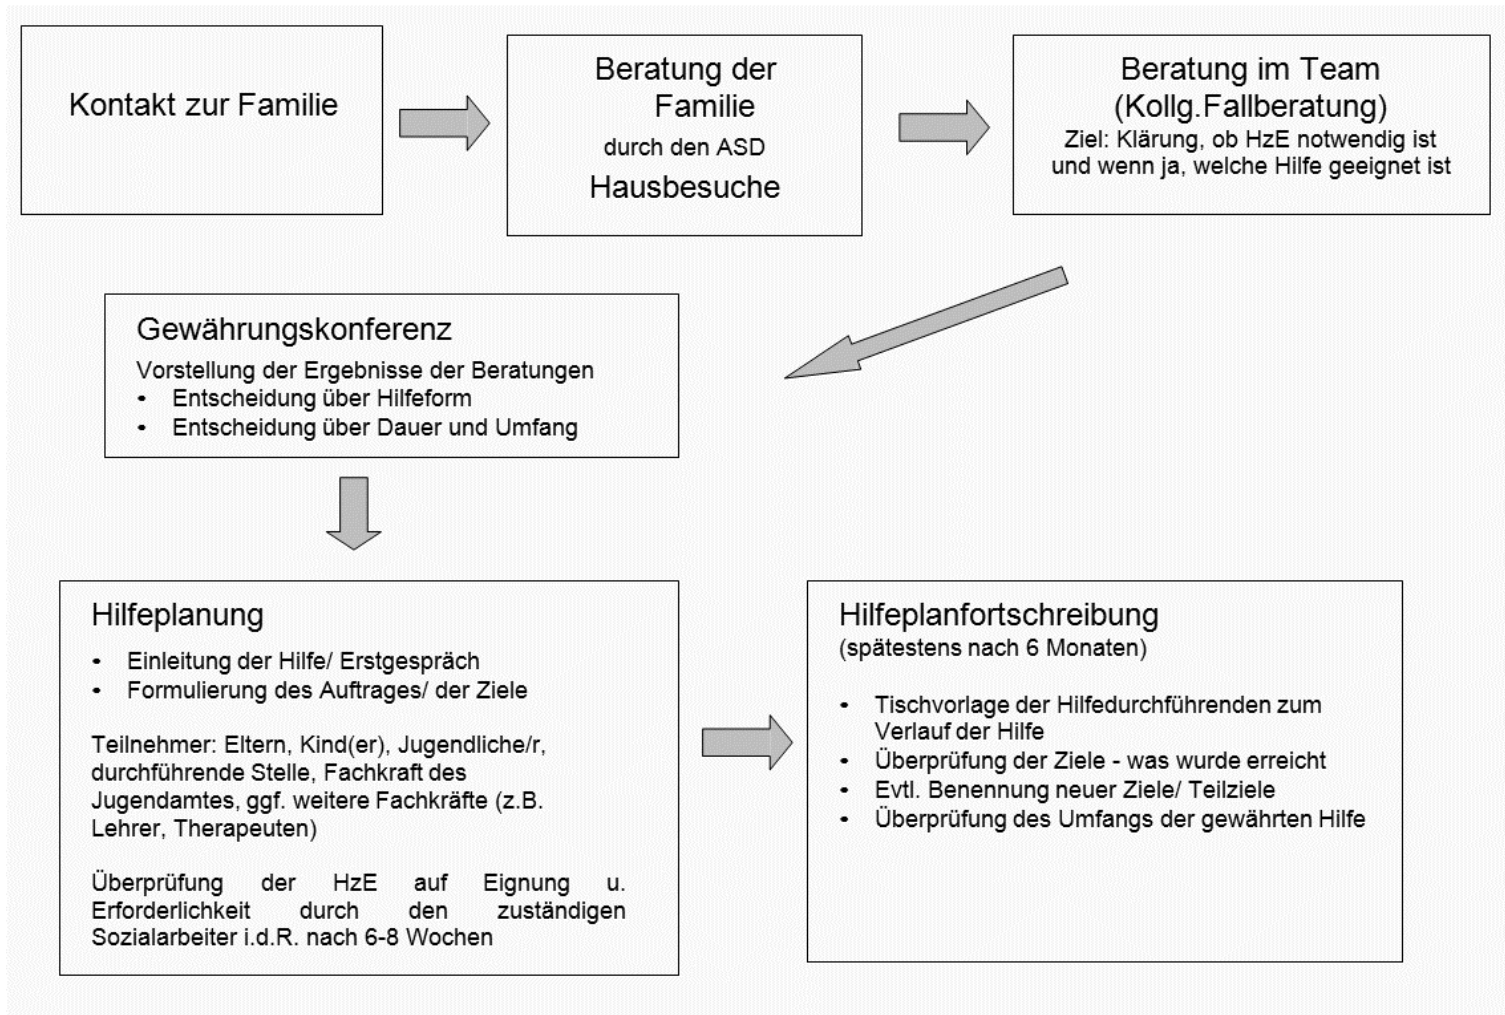 Kontakt zur Familie
Beratung der
Familie
durch den ASD
Hausbesuche
Beratung im Team
(Kollg.Fallberatung)
Ziel: Klärung, ob HzE notwendig ist
und wenn ja, welche Hilfe geeignet ist
Gewährungskonferenz
Vorstellung der Ergebnisse der Beratungen
• Entscheidung über Hilfeform
• Entscheidung über Dauer und Umfang
Hilfeplanung
• Einleitung der Hilfe/ Erstgespräch
• Formulierung des Auftrages/ der Ziele
Teilnehmer: Eltern, Kind(er), Jugendliche/r,
durchführende Stelle, Fachkraft des
Jugendamtes, ggf. weitere Fachkräfte (z.B.
Lehrer, Therapeuten)
Überprüfung der HzE auf Eignung u.
Erforderlichkeit durch den zuständigen
Sozialarbeiter i.d.R. nach 6-8 Wochen
Hilfeplanfortschreibung
(spätestens nach 6 Monaten)
• Tischvorlage der Hilfedurchführenden zum
Verlauf der Hilfe
• Überprüfung der Ziele - was wurde erreicht
• Evtl. Benennung neuer Ziele/ Teilziele
• Überprüfung des Umfangs der gewährten Hilfe